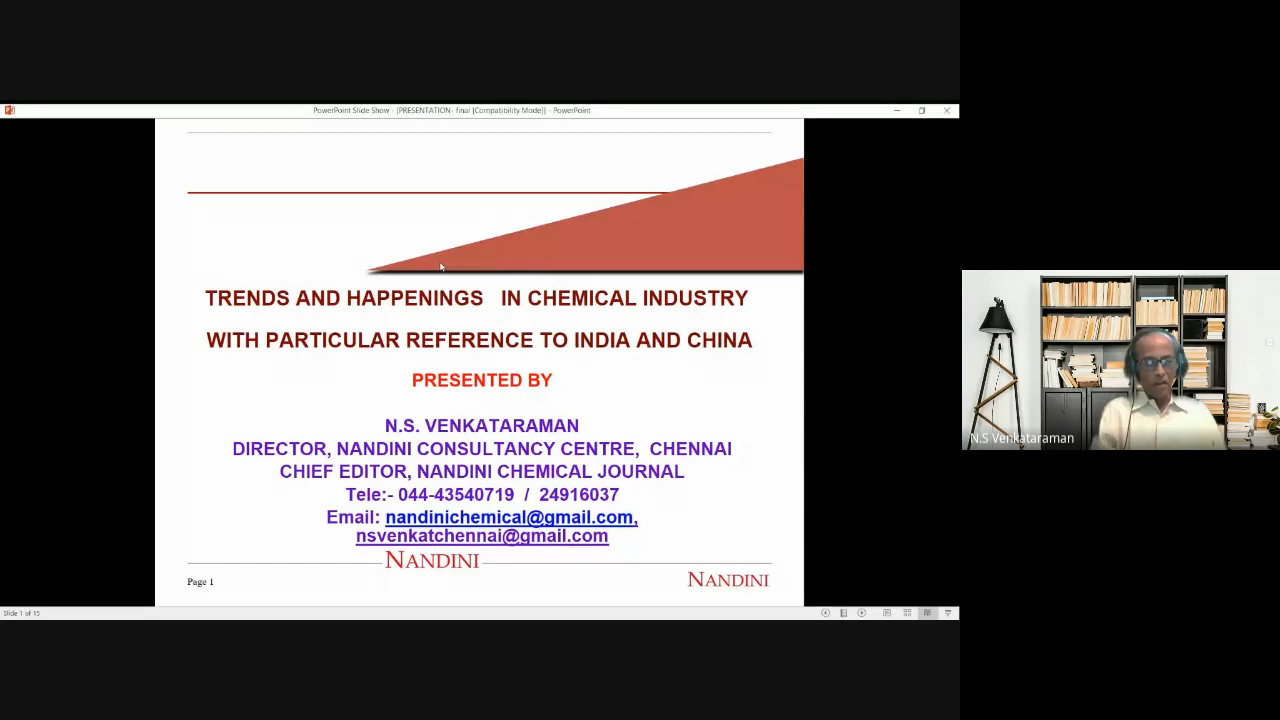 PowerPoint Slide Show - [PRESENTATION- final [Compatibility Mode]] - PowerPoint
TRENDS AND HAPPENINGS IN CHEMICAL INDUSTRY
WITH PARTICULAR REFERENCE TO INDIA AND CHINA
PRESENTED BY
N.S. VENKATARAMAN
DIRECTOR, NANDINI CONSULTANCY CENTRE, CHENNAI
CHIEF EDITOR, NANDINI CHEMICAL JOURNAL
Tele:- 044-43540719 / 24916037
Email: nandinichemical@gmail.com,
nsvenkatchennai@gmail.com
NANDINI
Page 1
NANDINI
Slide 1 of 15
N.S Venkataraman